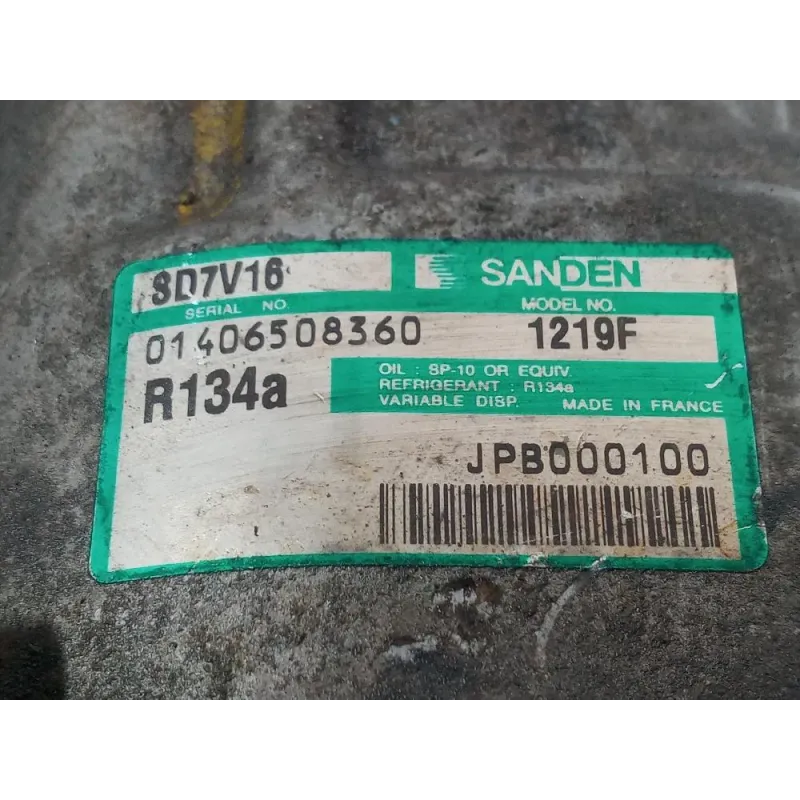 SD7V16 SANDEN
SERIAL NO. MODEL NO.
01406508360 1219F
R134a
OIL : SP-10 OR EQUIV.
REFRIGERANT : R134a
VARIABLE DISP. MADE IN FRANCE
JPB000100